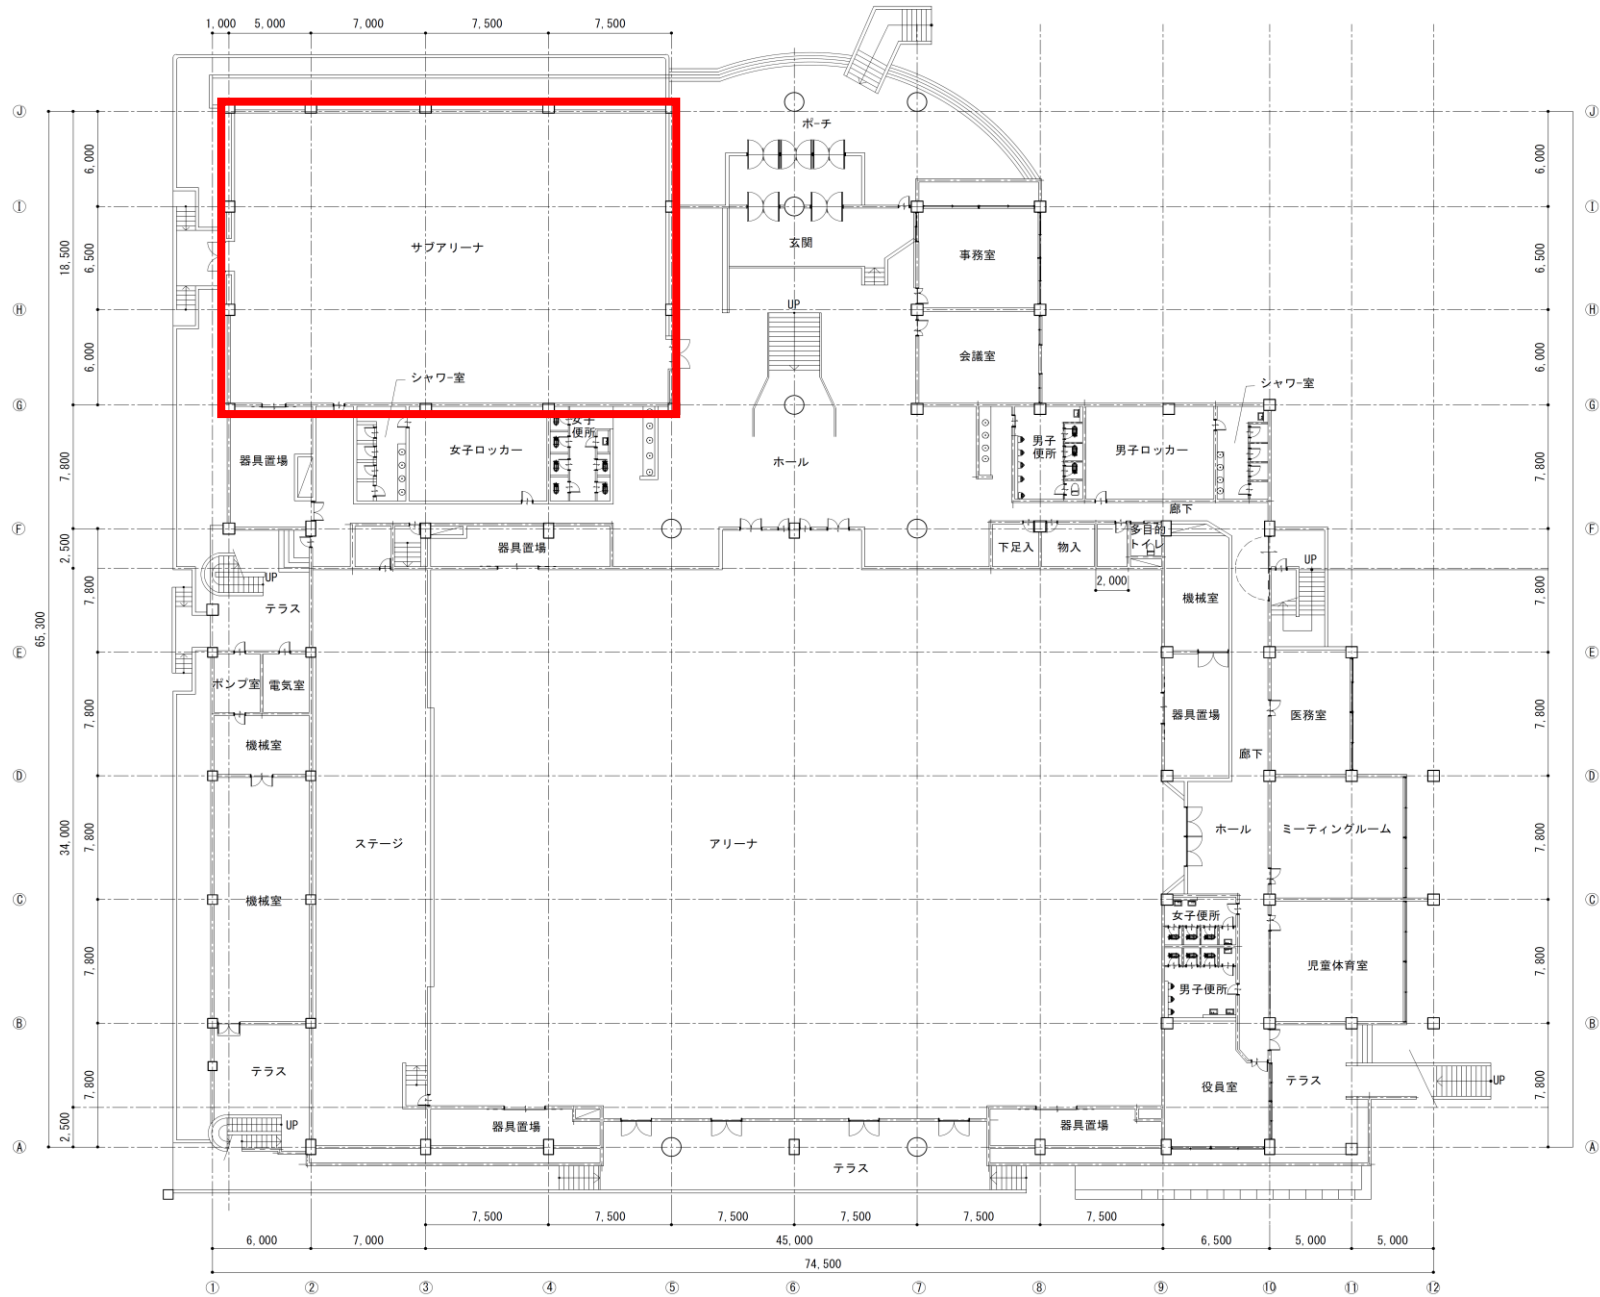 1,000 5,000 7,000 7,500 7,500
Ⓙ Ⓙ
ポーチ
6,000 6,000
Ⓘ Ⓘ
サブアリーナ 玄関 事務室
18,500 6,500 6,500
UP
Ⓗ Ⓗ
6,000 会議室 6,000
シャワー室 シャワー室
Ⓖ Ⓖ
女子便所 男子便所
器具置場 女子ロッカー ホール 男子ロッカー
7,800 7,800
廊下
Ⓕ Ⓕ
多目的トイレ
2,500 器具置場 下足入 物入
UP UP
7,800 2,000 7,800
テラス 機械室
65,300
Ⓔ Ⓔ
ポンプ室 電気室
7,800 器具置場 医務室 7,800
機械室 廊下
Ⓓ Ⓓ
34,000 7,800 ステージ アリーナ ホール ミーティングルーム 7,800
Ⓒ 機械室 Ⓒ
女子便所
7,800 児童体育室 7,800
男子便所
Ⓑ Ⓑ
テラス 役員室 テラス UP
7,800 7,800
2,500 UP 器具置場 器具置場
Ⓐ Ⓐ
テラス
7,500 7,500 7,500 7,500 7,500 7,500
6,000 7,000 45,000 6,500 5,000 5,000
74,500
① ② ③ ④ ⑤ ⑥ ⑦ ⑧ ⑨ ⑩ ⑪ ⑫